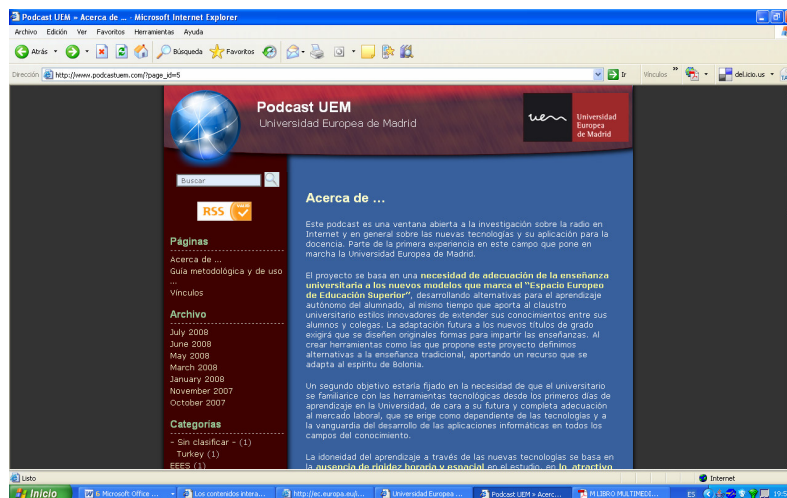 Podcast UEM » Acerca de ... - Microsoft Internet Explorer
Archivo Edición Ver Favoritos Herramientas Ayuda
Atrás Búsqueda Favoritos
Dirección http://www.podcastuem.com/?page_id=5 Ir Vínculos » del.icio.us
Podcast UEM
Universidad Europea de Madrid
uem
Universidad
Europea
de Madrid
Buscar
RSS VALID
Páginas
Acerca de ...
Guía metodológica y de uso
...
Vínculos
Archivo
July 2008
June 2008
May 2008
March 2008
January 2008
November 2007
October 2007
Categorías
– Sin clasificar – (1)
Turkey (1)
EEES (1)
Acerca de ...
Este podcast es una ventana abierta a la investigación sobre la radio en
Internet y en general sobre las nuevas tecnologías y su aplicación para la
docencia. Parte de la primera experiencia en este campo que pone en
marcha la Universidad Europea de Madrid.
El proyecto se basa en una necesidad de adecuación de la enseñanza
universitaria a los nuevos modelos que marca el "Espacio Europeo
de Educación Superior", desarrollando alternativas para el aprendizaje
autónomo del alumnado, al mismo tiempo que aporta al claustro
universitario estilos innovadores de extender sus conocimientos entre sus
alumnos y colegas. La adaptación futura a los nuevos títulos de grado
exigirá que se diseñen originales formas para impartir las enseñanzas. Al
crear herramientas como las que propone este proyecto definimos
alternativas a la enseñanza tradicional, aportando un recurso que se
adapta al espíritu de Bolonia.
Un segundo objetivo estaría fijado en la necesidad de que el universitario
se familiarice con las herramientas tecnológicas desde los primeros días de
aprendizaje en la Universidad, de cara a su futura y completa adecuación
al mercado laboral, que se erige como dependiente de las tecnologías y a
la vanguardia del desarrollo de las aplicaciones informáticas en todos los
campos del conocimiento.
La idoneidad del aprendizaje a través de las nuevas tecnologías se basa en
la ausencia de rigidez horaria y espacial en el estudio, en lo atractivo
Listo Internet
Inicio 6 Microsoft Office ... Los contenidos intera... http://ec.europa.eu/i... Universidad Europea ... Podcast UEM » Acerc... M LIBRO MULTIMEDI... ES